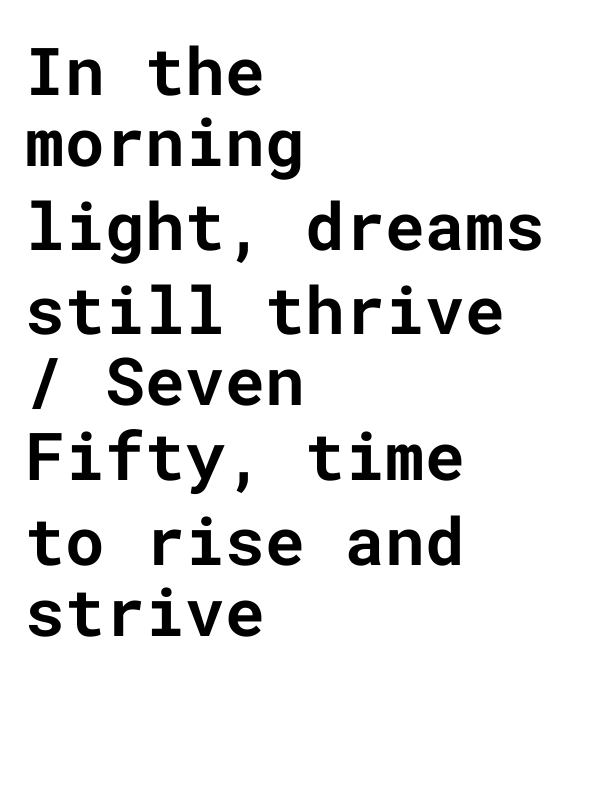 In the
morning
light, dreams
still thrive
/ Seven
Fifty, time
to rise and
strive